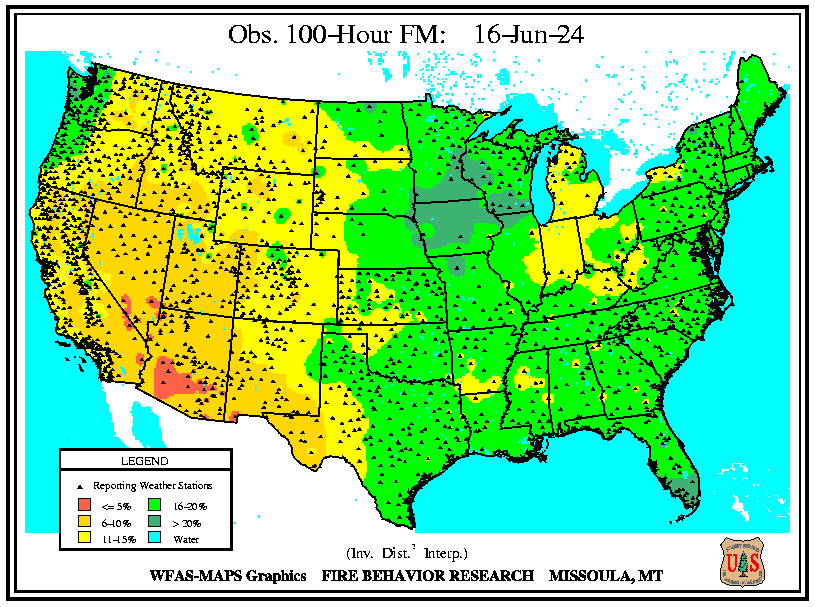 Obs. 100-Hour FM: 16-Jun-24
LEGEND
Reporting Weather Stations
<= 5% 16-20%
6-10% > 20%
11-15% Water
(Inv. Dist.² Interp.)
WFAS-MAPS Graphics FIRE BEHAVIOR RESEARCH MISSOULA, MT
U S